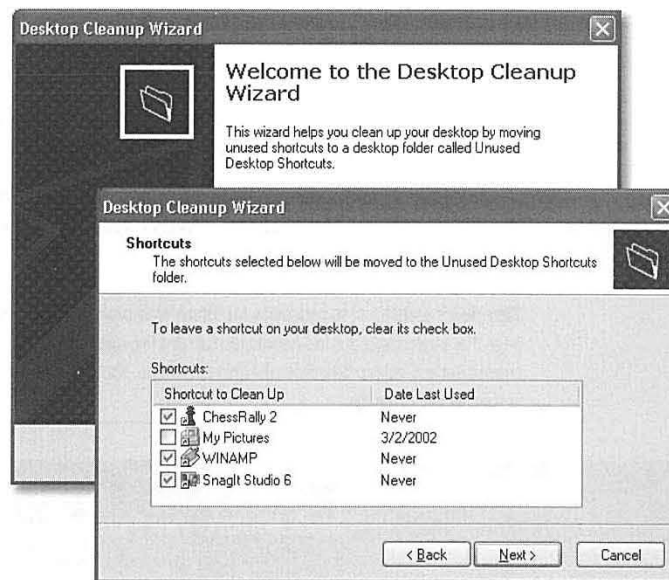 Desktop Cleanup Wizard
Welcome to the Desktop Cleanup
Wizard
This wizard helps you clean up your desktop by moving
unused shortcuts to a desktop folder called Unused
Desktop Shortcuts.
Desktop Cleanup Wizard
Shortcuts
The shortcuts selected below will be moved to the Unused Desktop Shortcuts
folder.
To leave a shortcut on your desktop, clear its check box.
Shortcuts:
Shortcut to Clean Up Date Last Used
ChessRally 2 Never
My Pictures 3/2/2002
WINAMP Never
SnagIt Studio 6 Never
< Back Next > Cancel